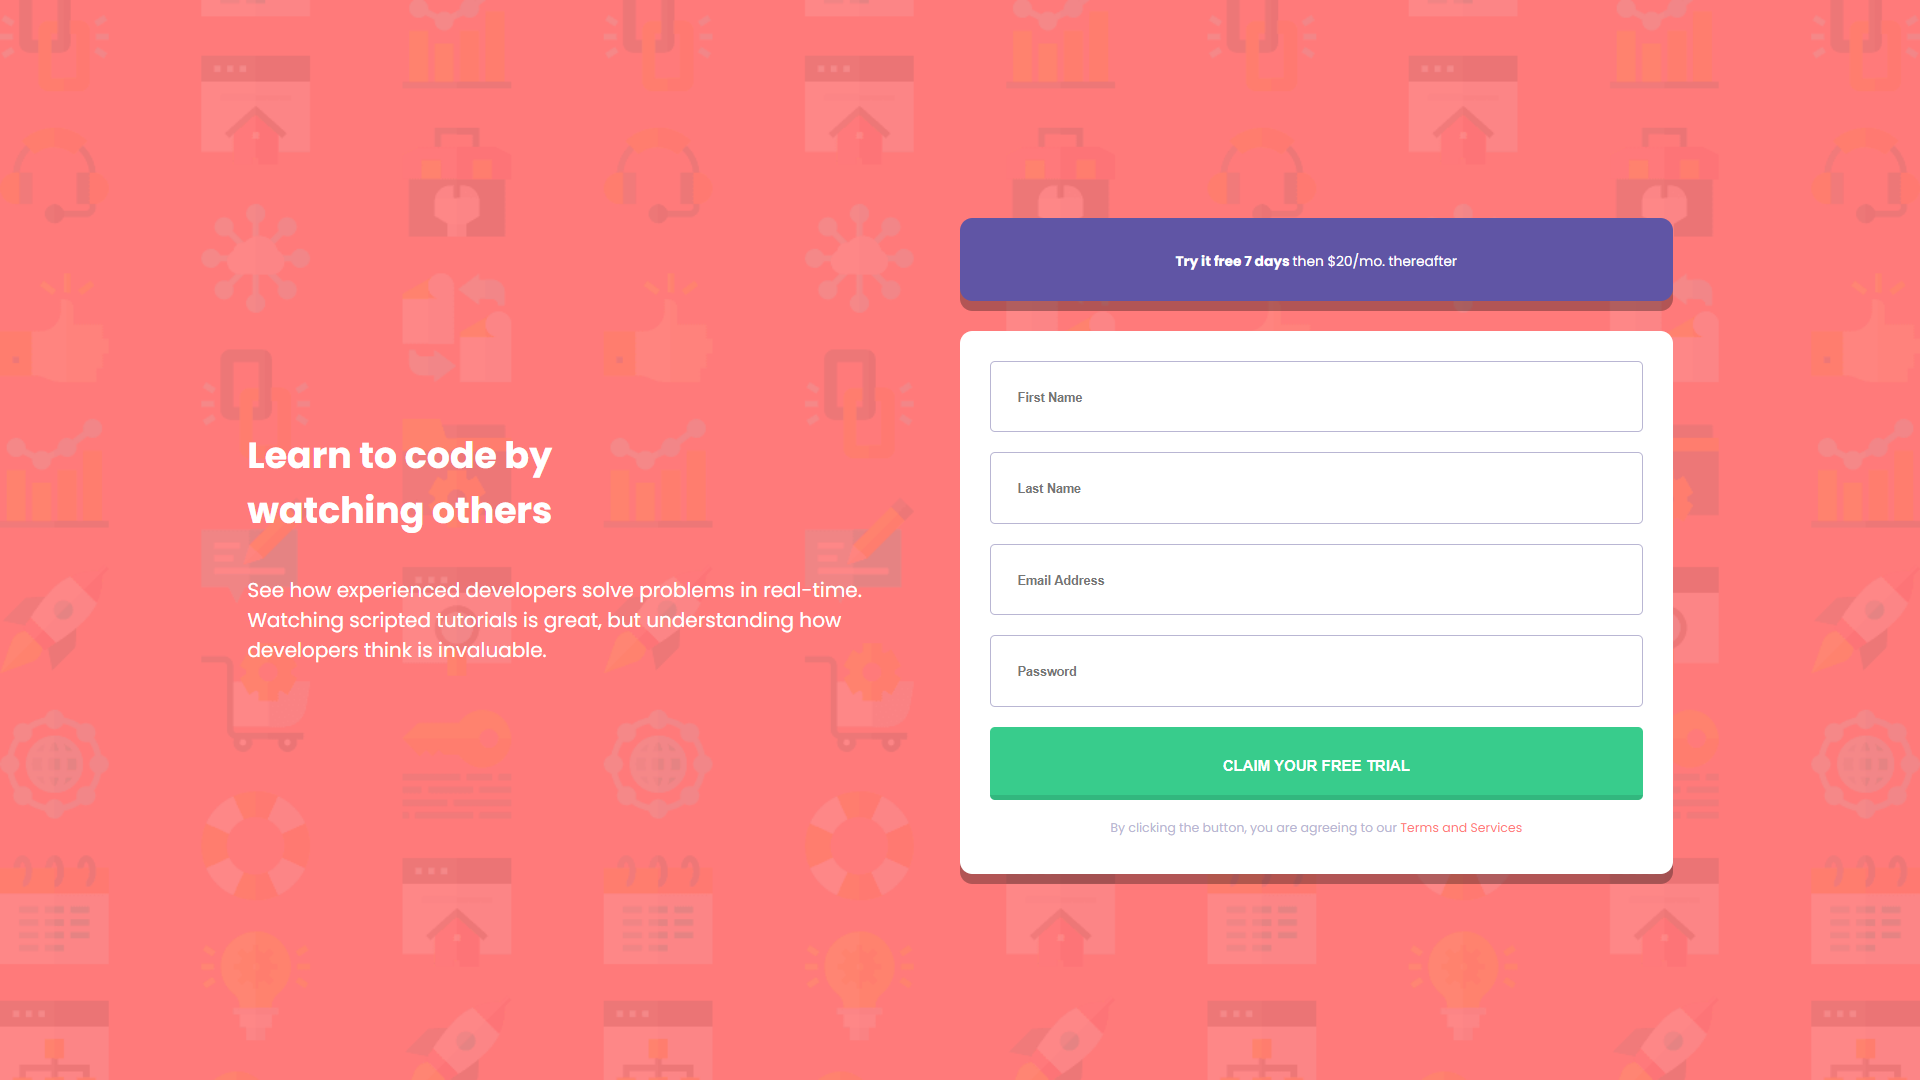 Learn to code by
watching others
See how experienced developers solve problems in real-time.
Watching scripted tutorials is great, but understanding how
developers think is invaluable.
Try it free 7 days then $20/mo. thereafter
First Name
Last Name
Email Address
Password
CLAIM YOUR FREE TRIAL
By clicking the button, you are agreeing to our Terms and Services